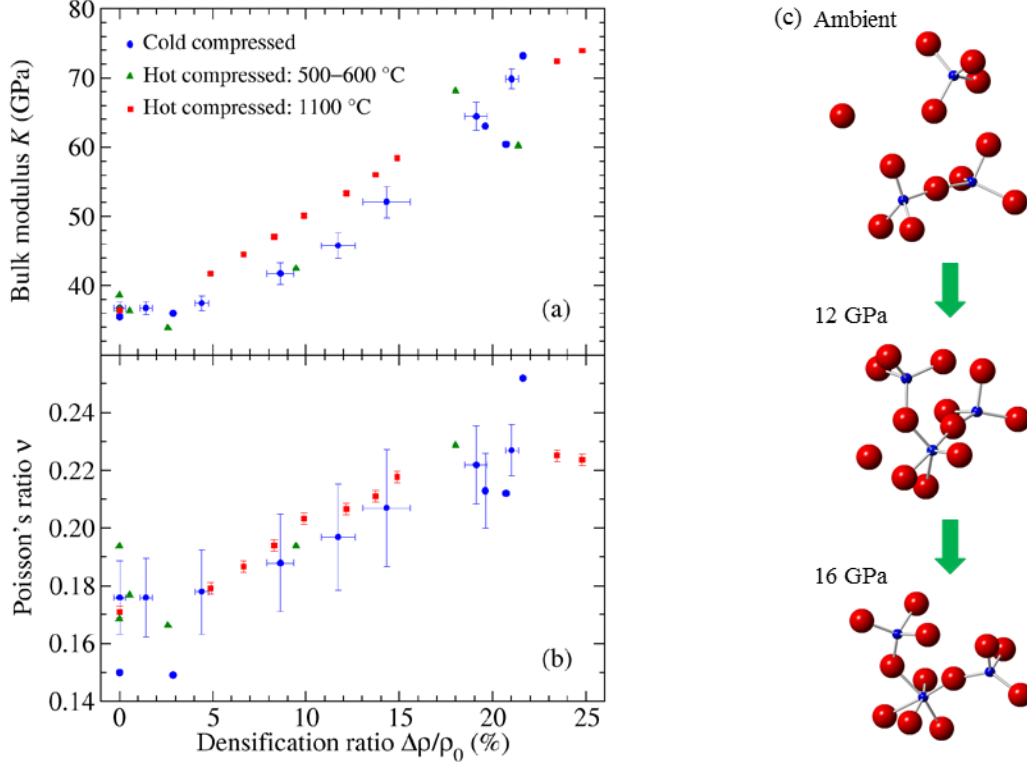 80
Cold compressed
Hot compressed: 500–600 °C
Hot compressed: 1100 °C
70
60
50
40
Bulk modulus K (GPa)
(a)
0.24
0.22
0.20
0.18
0.16
0.14
Poisson's ratio ν
(b)
0 5 10 15 20 25
Densification ratio Δρ/ρ0 (%)
(c) Ambient
12 GPa
16 GPa